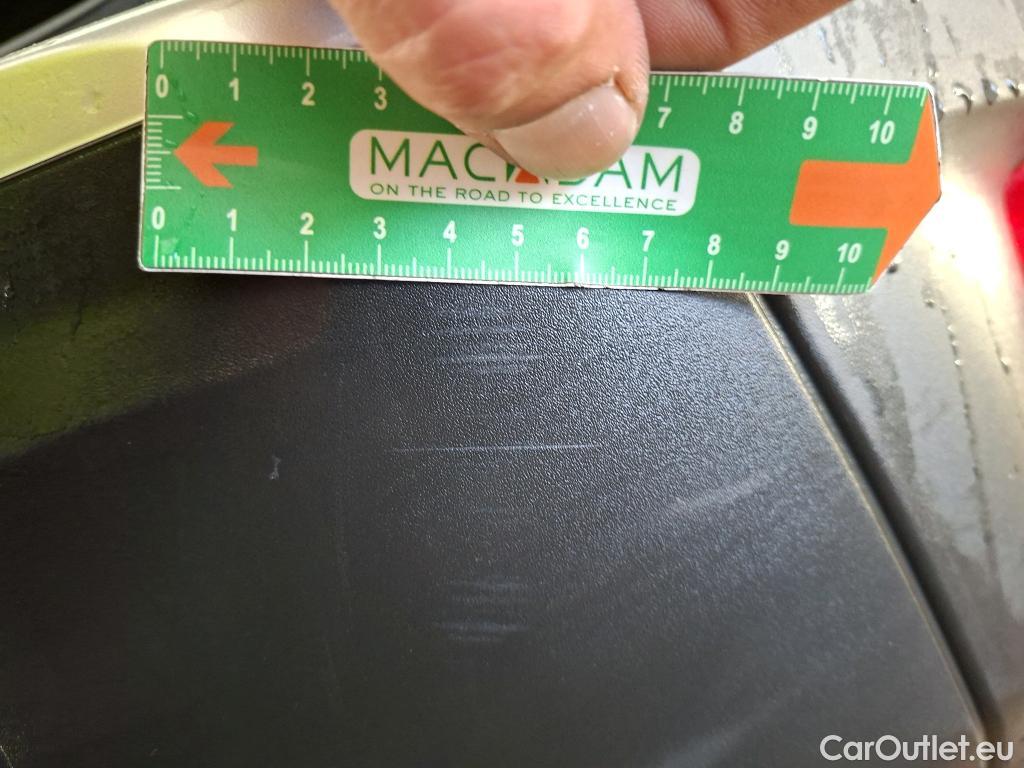 0 1 2 3 7 8 9 10
MACADAM
ON THE ROAD TO EXCELLENCE
0 1 2 3 4 5 6 7 8 9 10
CarOutlet.eu